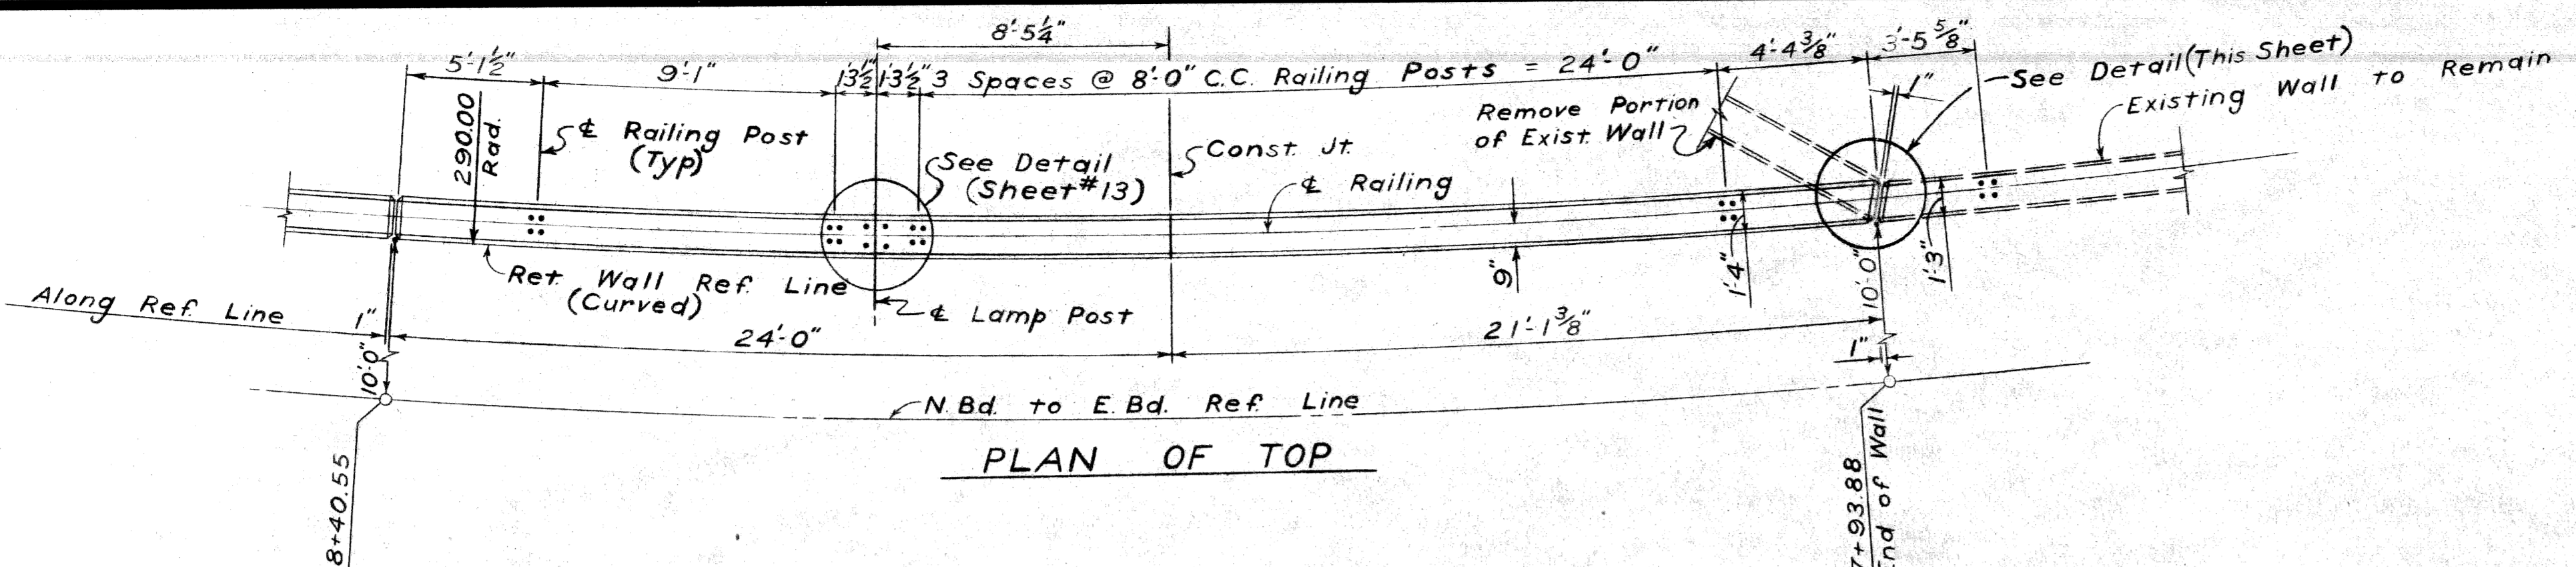 8'-5¼"
5'-1½"
9'-1"
1'3½"
1'3½"
3 Spaces @ 8'-0" C.C. Railing Posts = 24'-0"
4'-4⅜"
3'-5⅝"
1"
See Detail (This Sheet)
Existing Wall to Remain
Remove Portion
of Exist. Wall
290.00
Rad.
℄ Railing Post
(Typ)
See Detail
(Sheet #13)
Const. Jt.
℄ Railing
Ret. Wall Ref. Line
(Curved)
℄ Lamp Post
9"
1'-4"
10'-0"
1'-3"
Along Ref. Line
1"
10'-0"
24'-0"
21'-1⅜"
1"
N.Bd. to E.Bd. Ref. Line
PLAN OF TOP
8+40.55
7+93.88
End of Wall